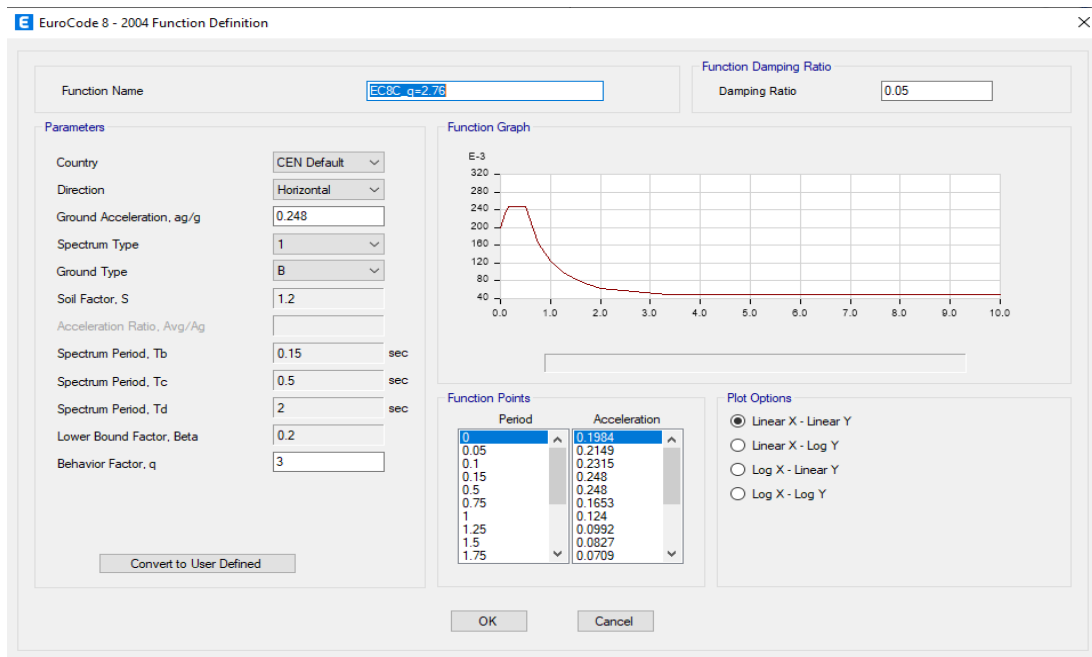 E EuroCode 8 - 2004 Function Definition
Function Name EC8C_q=2.76
Function Damping Ratio
Damping Ratio 0.05
Parameters
Country CEN Default
Direction Horizontal
Ground Acceleration, ag/g 0.248
Spectrum Type 1
Ground Type B
Soil Factor, S 1.2
Acceleration Ratio, Avg/Ag
Spectrum Period, Tb 0.15 sec
Spectrum Period, Tc 0.5 sec
Spectrum Period, Td 2 sec
Lower Bound Factor, Beta 0.2
Behavior Factor, q 3
Convert to User Defined
Function Graph
E-3
320
280
240
200
160
120
80
40
0.0 1.0 2.0 3.0 4.0 5.0 6.0 7.0 8.0 9.0 10.0
Function Points
Period Acceleration
0 0.1984
0.05 0.2149
0.1 0.2315
0.15 0.248
0.5 0.248
0.75 0.1653
1 0.124
1.25 0.0992
1.5 0.0827
1.75 0.0709
Plot Options
Linear X - Linear Y
Linear X - Log Y
Log X - Linear Y
Log X - Log Y
OK Cancel